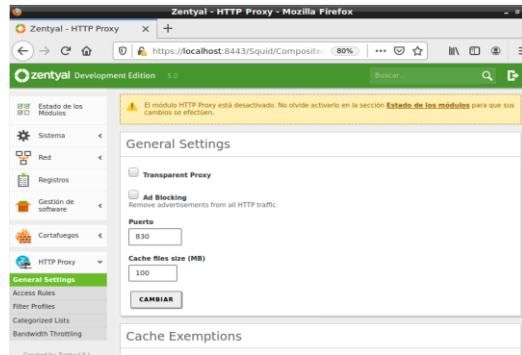 Zentyal - HTTP Proxy - Mozilla Firefox
Zentyal - HTTP Proxy
https://localhost:8443/Squid/Composite/
80%
zentyal Development Edition 5.0
Buscar...
Estado de los Módulos
Sistema
Red
Registros
Gestión de software
Cortafuegos
HTTP Proxy
General Settings
Access Rules
Filter Profiles
Categorized Lists
Bandwidth Throttling
Created by Zentyal S.L.
El módulo HTTP Proxy está desactivado. No olvide activarlo en la sección Estado de los módulos para que sus
cambios se efectúen.
General Settings
Transparent Proxy
Ad Blocking
Remove advertisements from all HTTP traffic
Puerto
830
Cache files size (MB)
100
CAMBIAR
Cache Exemptions